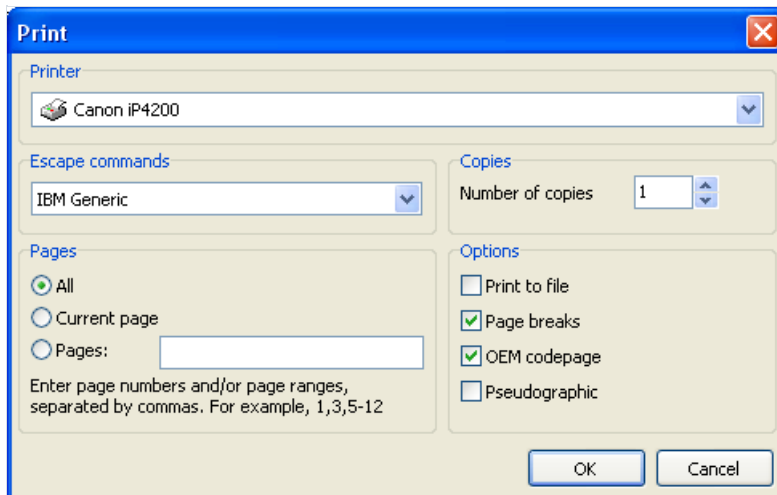 Print
Printer
Canon iP4200
Escape commands
IBM Generic
Copies
Number of copies
1
Pages
All
Current page
Pages:
Enter page numbers and/or page ranges,
separated by commas. For example, 1,3,5-12
Options
Print to file
Page breaks
OEM codepage
Pseudographic
OK
Cancel